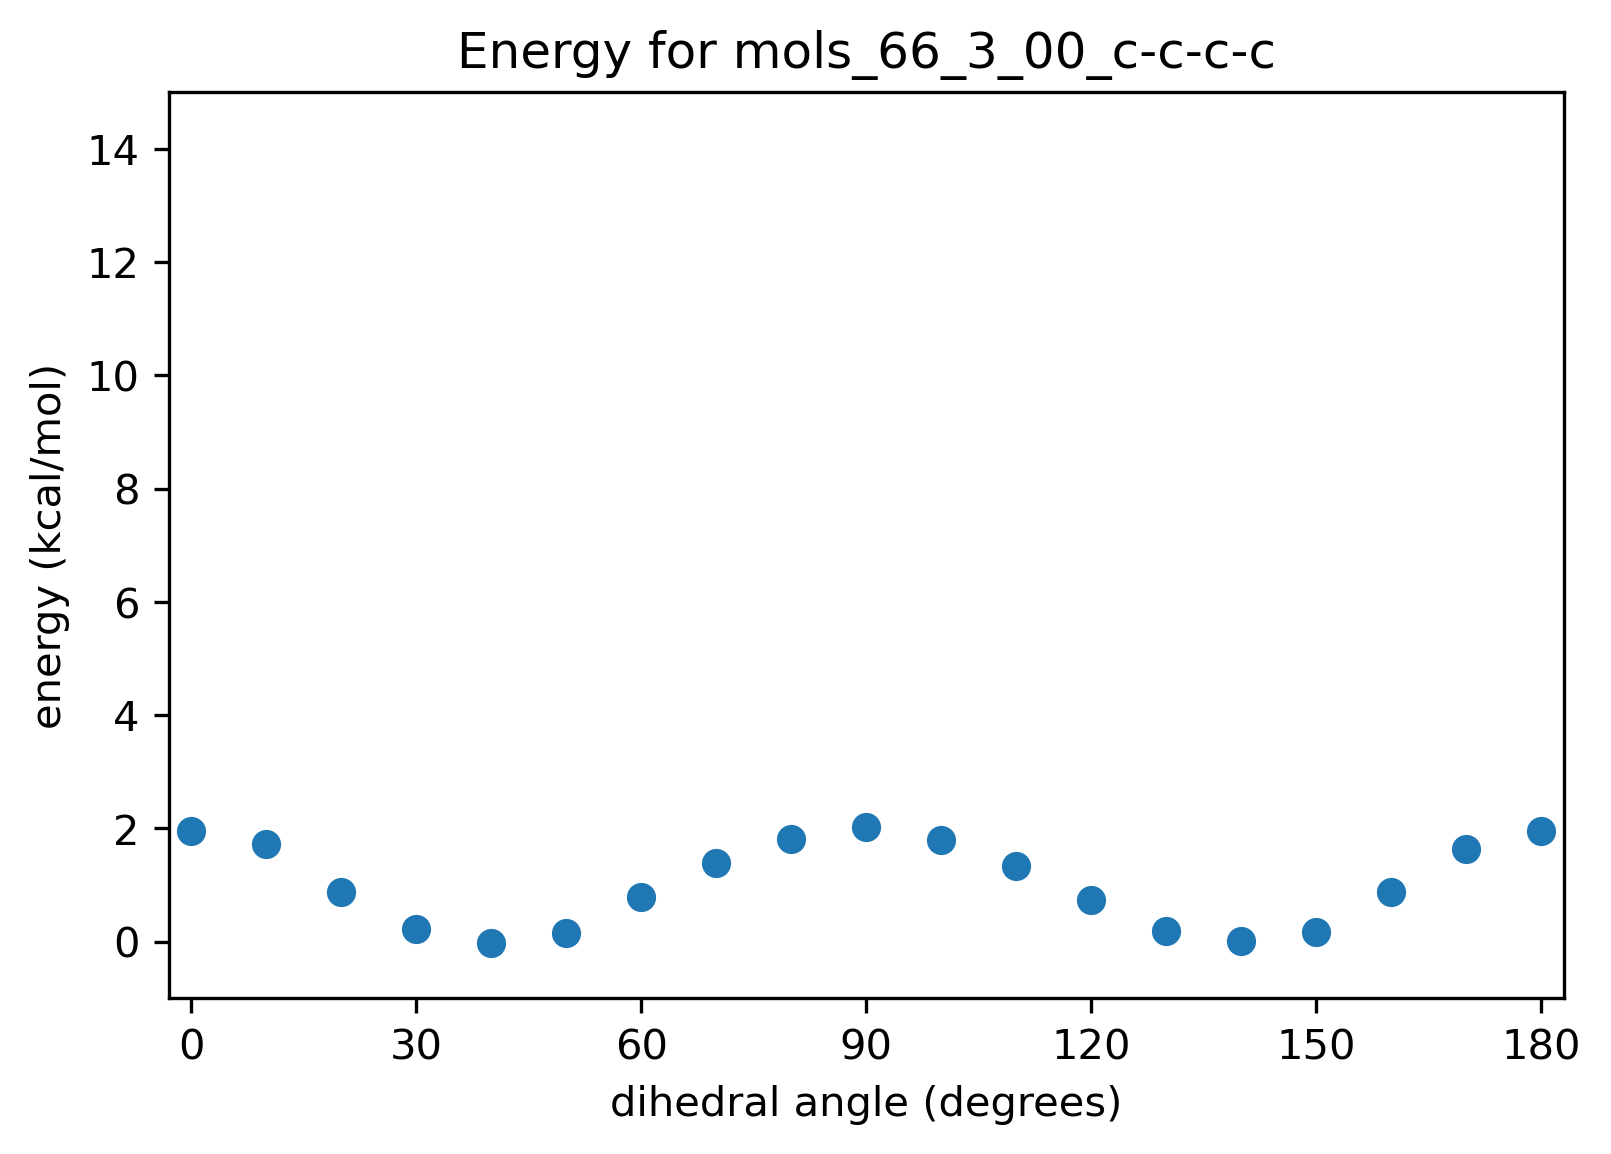 Energy for mols_66_3_00_c-c-c-c
14
12
10
8
6
4
2
0
energy (kcal/mol)
0 30 60 90 120 150 180
dihedral angle (degrees)